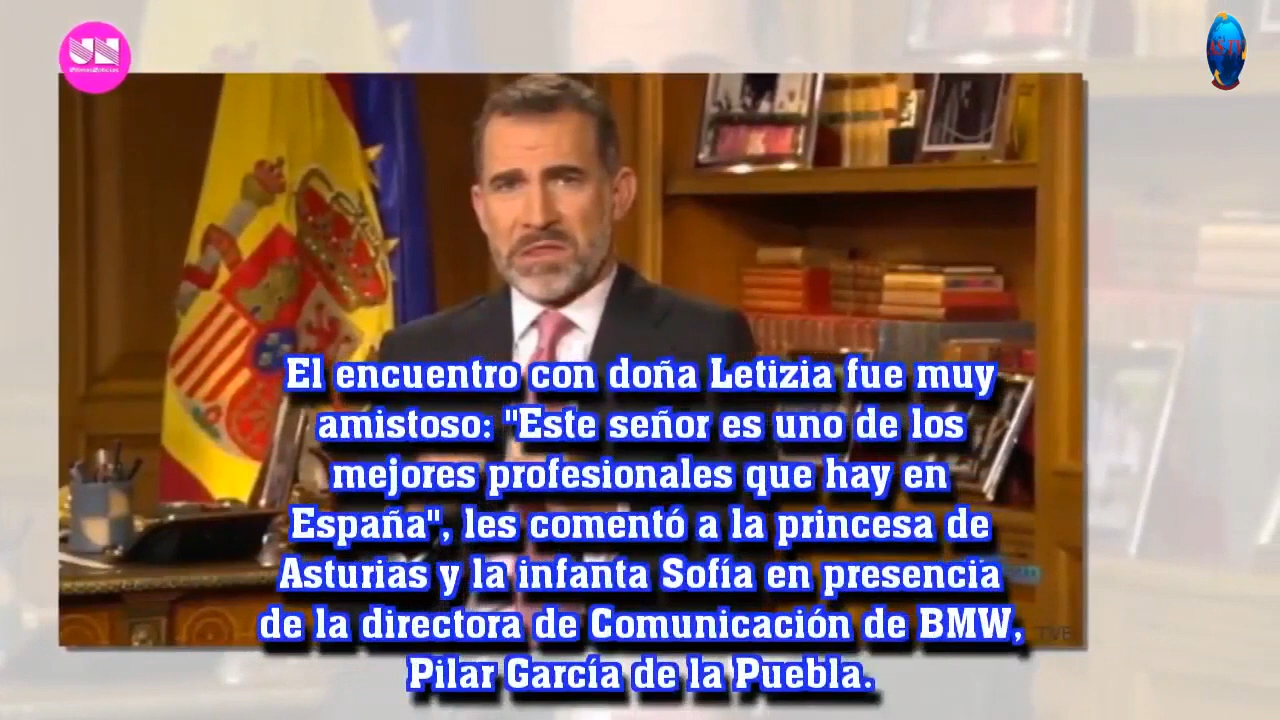 UN
El encuentro con doña Letizia fue muy
amistoso: "Este señor es uno de los
mejores profesionales que hay en
España", les comentó a la princesa de
Asturias y la infanta Sofía en presencia
de la directora de Comunicación de BMW,
Pilar García de la Puebla.